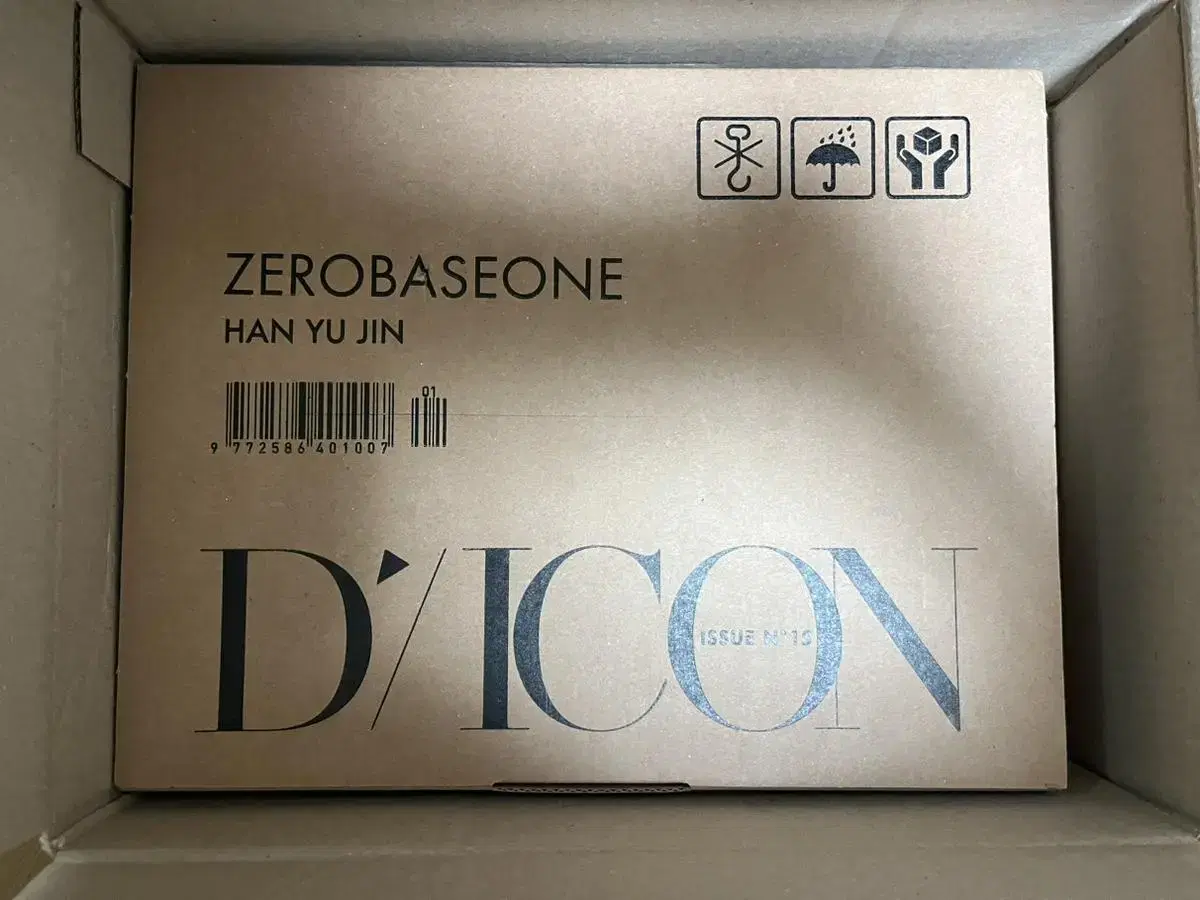 ZEROBASEONE
HAN YU JIN
01
9 772586 401007
D'/ICON
ISSUE N°15